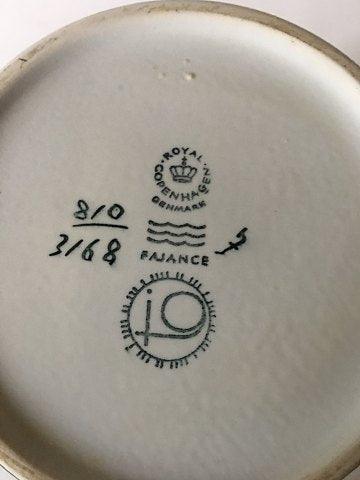 ROYAL
COPENHAGEN
DENMARK
810
3168
FAJANCE